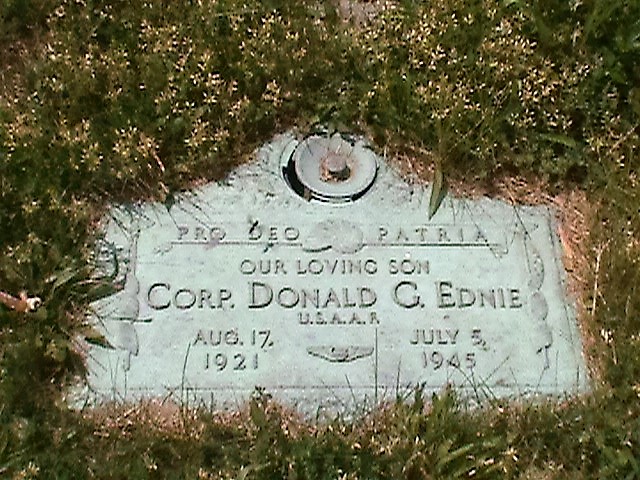 PRO DEO PATRIA
OUR LOVING SON
CORP. DONALD G. EDNIE
U.S.A.A.F.
AUG. 17, JULY 5,
1921 1945